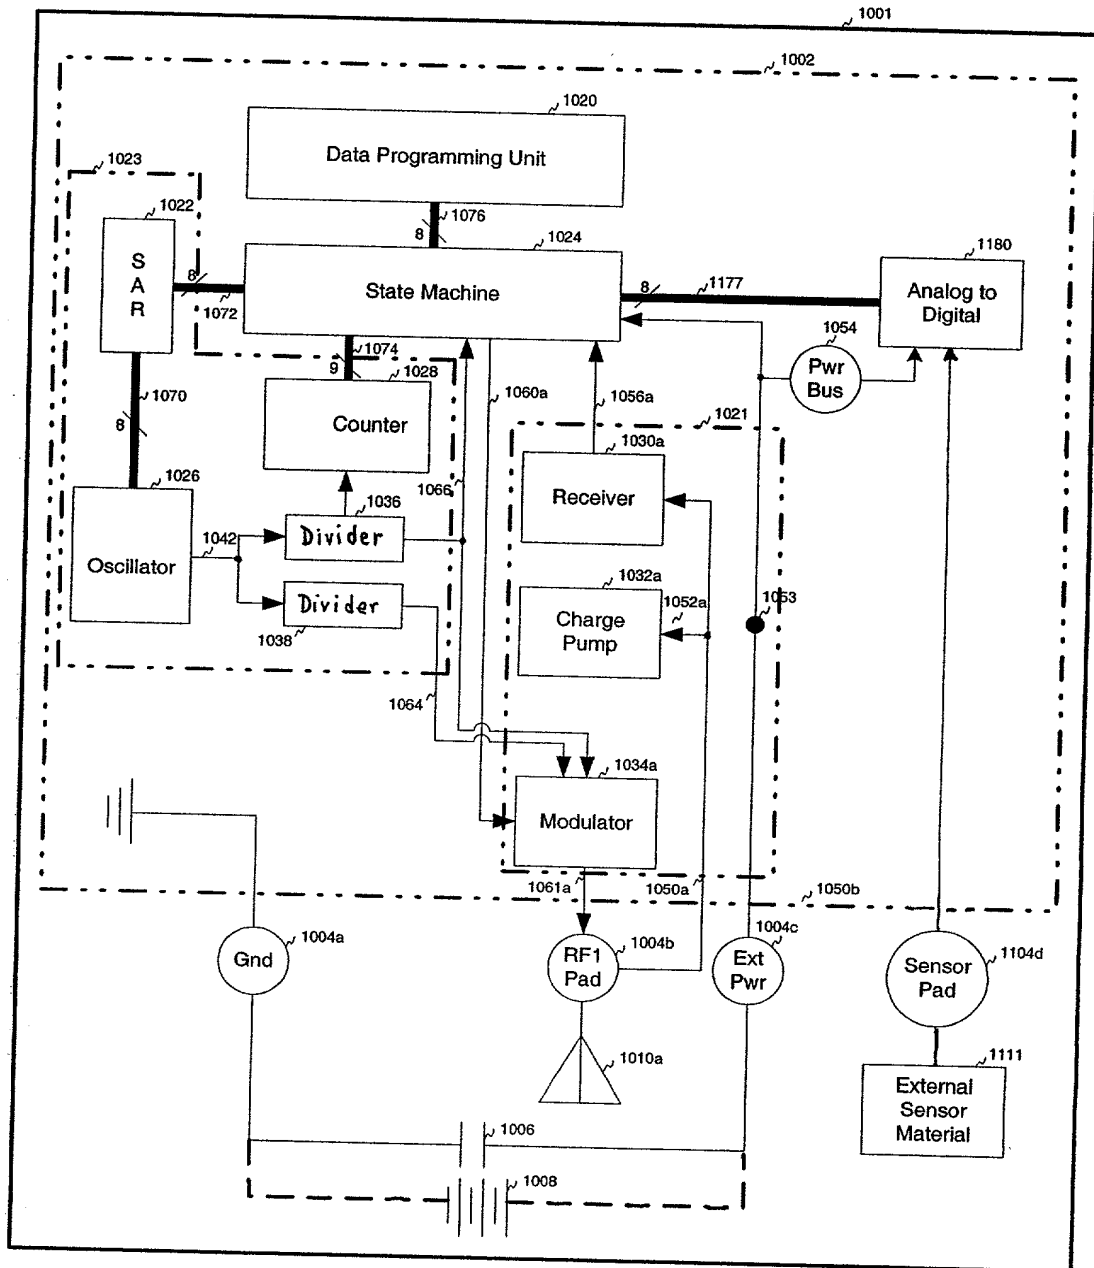 1001
1002
1020
Data Programming Unit
1023
1022
S
A
R
8
1076
8
1024
State Machine
1072
8
1177
1180
Analog to
Digital
1054
Pwr
Bus
1074
9
1028
Counter
1060a
1056a
1021
1070
8
1030a
Receiver
1026
Oscillator
1066
1036
Divider
1042
Divider
1038
1032a
Charge
Pump
1052a
1053
1064
1034a
Modulator
1061a
1050a
1050b
Gnd
1004a
RF1
Pad
1004b
1004c
Ext
Pwr
Sensor
Pad
1104d
1010a
1111
External
Sensor
Material
1006
1008